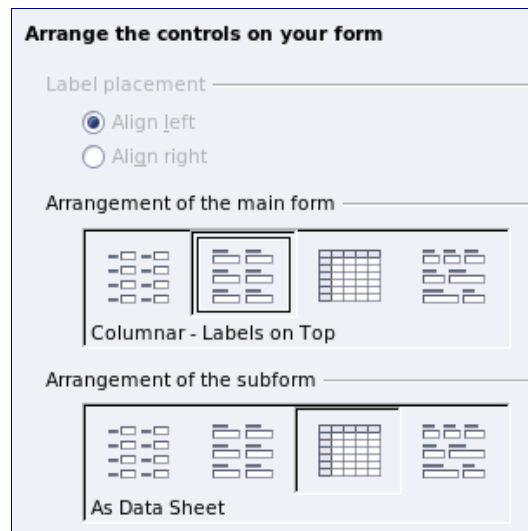 Arrange the controls on your form
Label placement
Align left
Align right
Arrangement of the main form
Columnar - Labels on Top
Arrangement of the subform
As Data Sheet